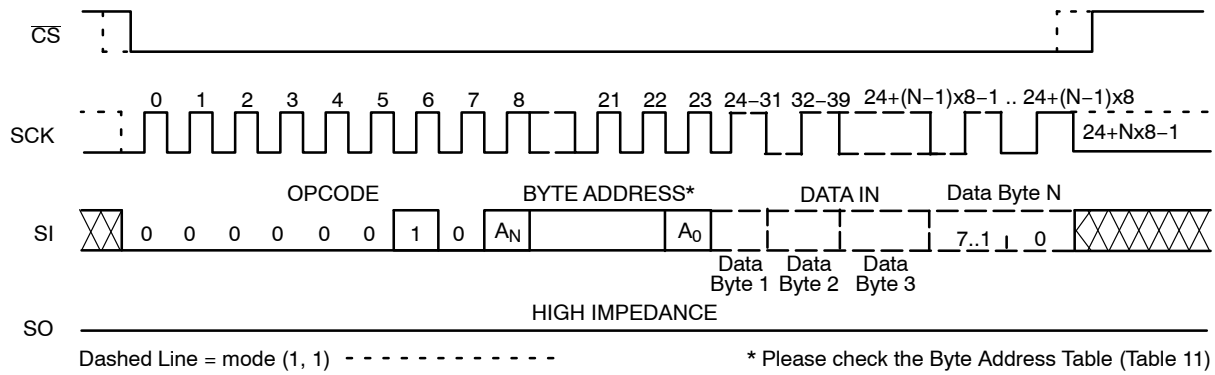 CS
0 1 2 3 4 5 6 7 8 21 22 23 24−31 32−39 24+(N−1)x8−1 .. 24+(N−1)x8
SCK
24+Nx8−1
OPCODE BYTE ADDRESS* DATA IN Data Byte N
SI
0 0 0 0 0 0 1 0 AN A0 7..1 0
Data Byte 1
Data Byte 2
Data Byte 3
HIGH IMPEDANCE
SO
Dashed Line = mode (1, 1)
* Please check the Byte Address Table (Table 11)